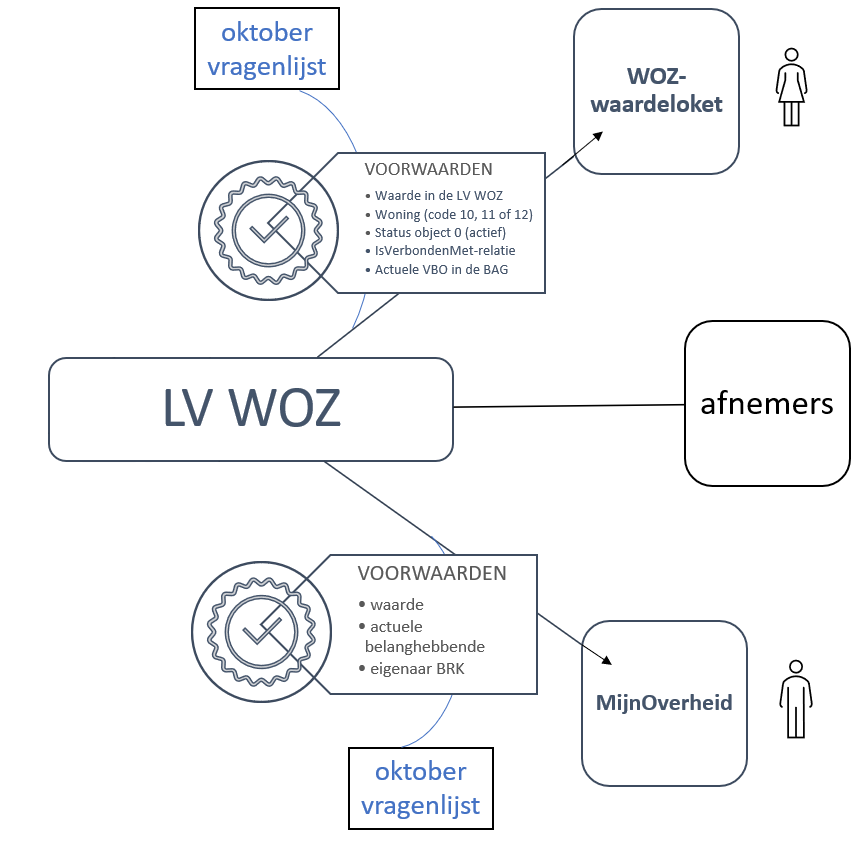 oktober
vragenlijst
WOZ-
waardeloket
VOORWAARDEN
• Waarde in de LV WOZ
• Woning (code 10, 11 of 12)
• Status object 0 (actief)
• IsVerbondenMet-relatie
• Actuele VBO in de BAG
LV WOZ
afnemers
VOORWAARDEN
• waarde
• actuele
belanghebbende
• eigenaar BRK
MijnOverheid
oktober
vragenlijst